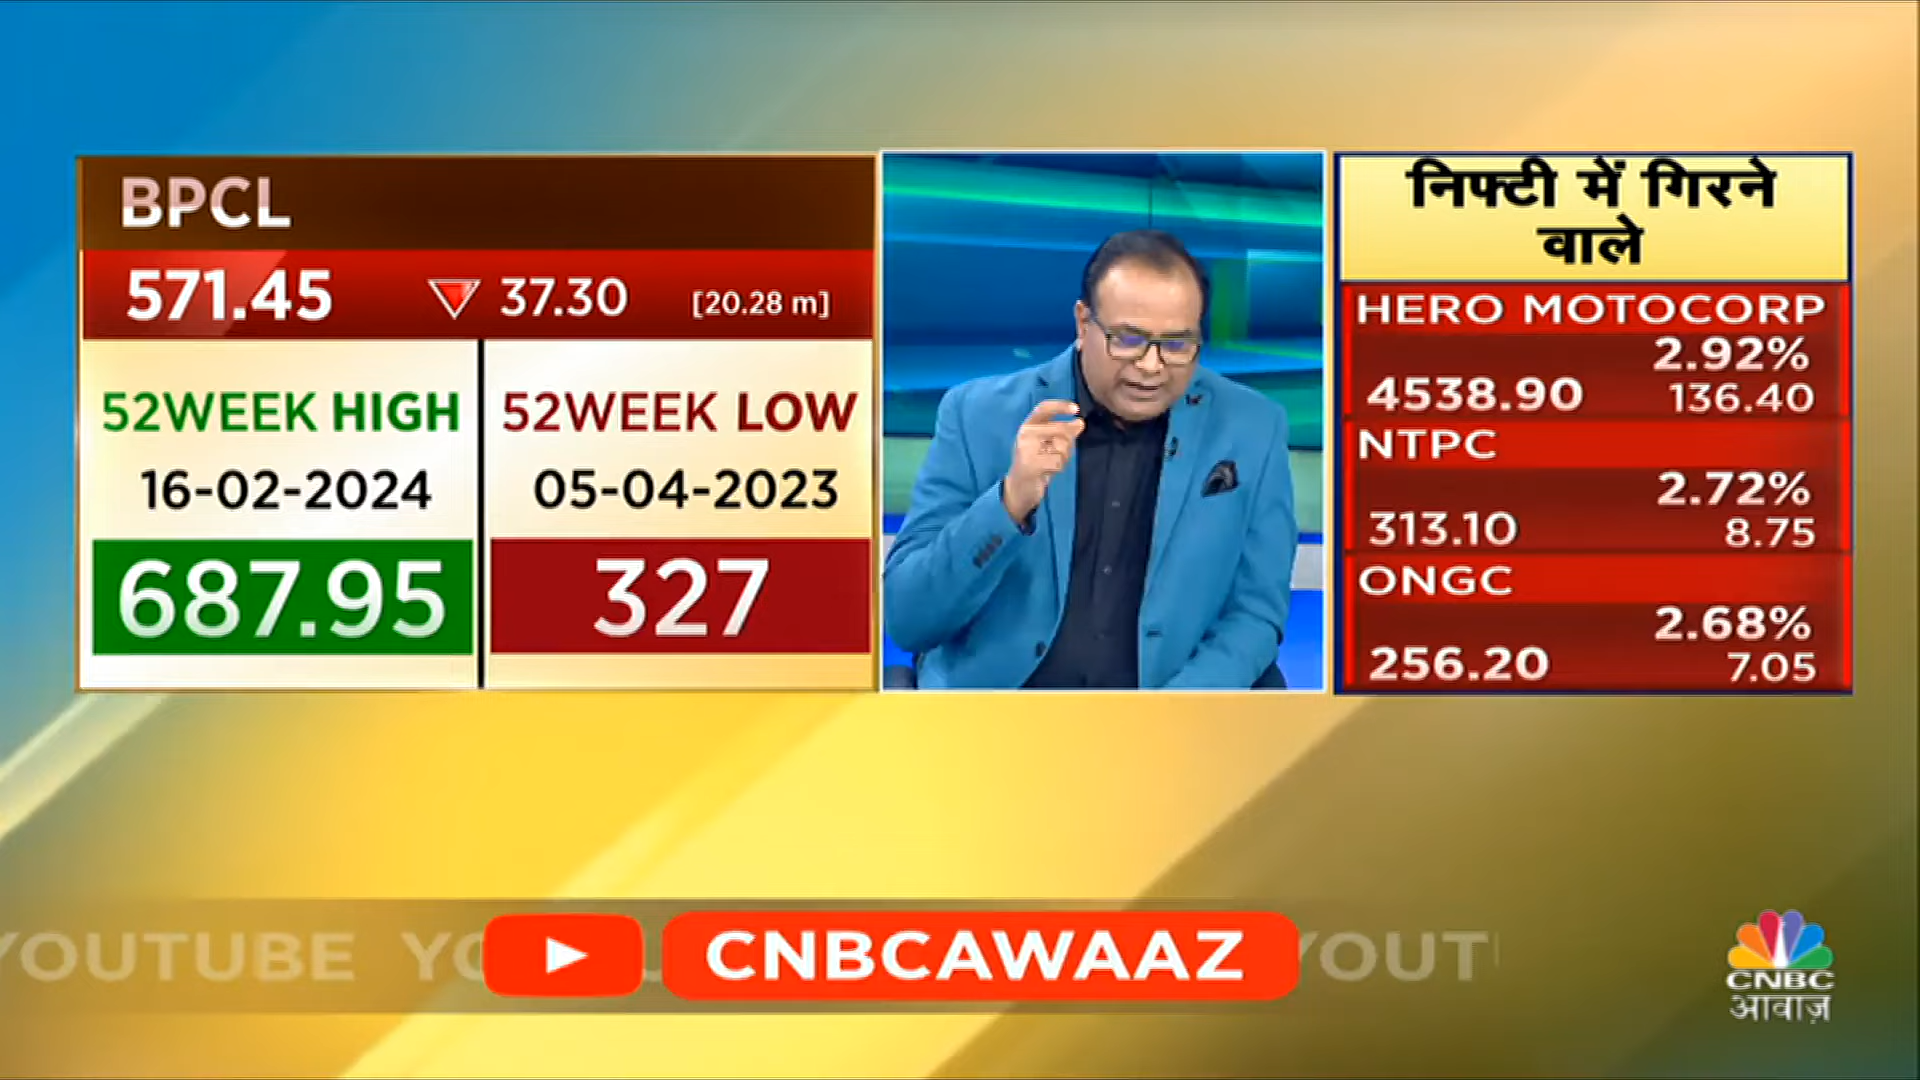 BPCL
571.45 37.30 [20.28 m]
52WEEK HIGH
16-02-2024
687.95
52WEEK LOW
05-04-2023
327
निफ्टी में गिरने
वाले
HERO MOTOCORP
2.92%
4538.90 136.40
NTPC
2.72%
313.10 8.75
ONGC
2.68%
256.20 7.05
YOUTUBE YO CNBCAWAAZ YOUT
CNBC
आवाज़